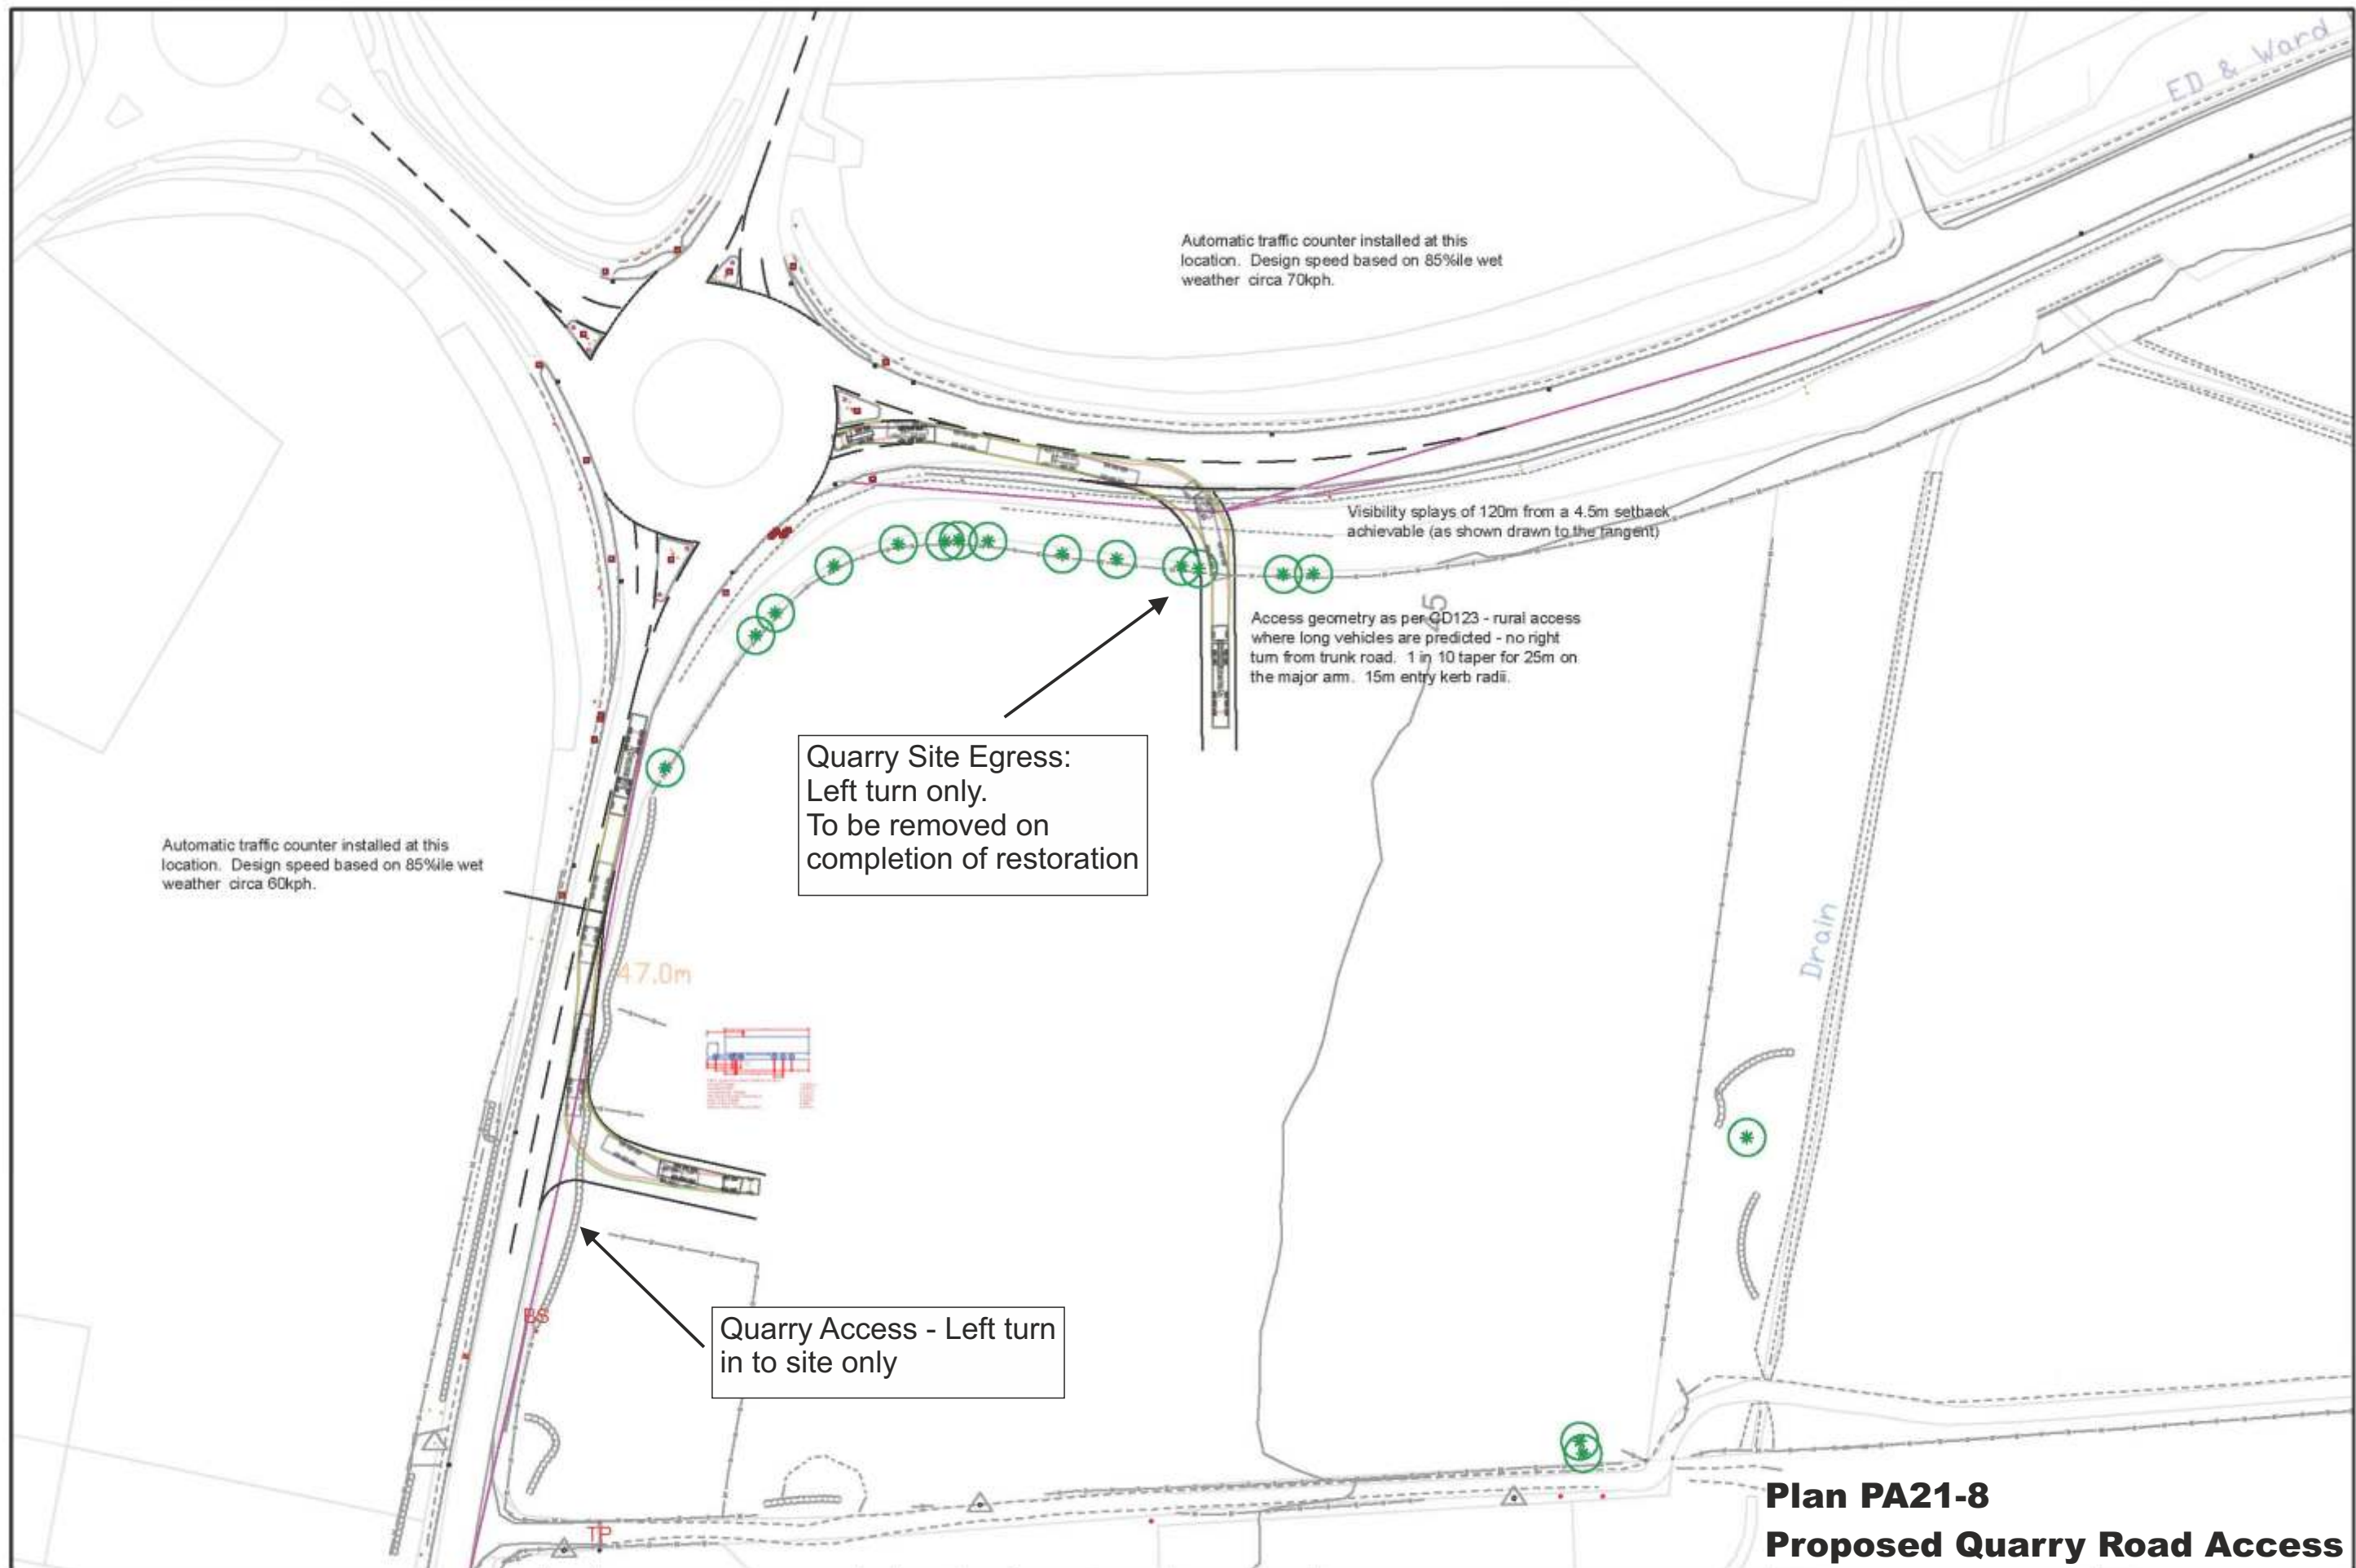 ED & Ward
Automatic traffic counter installed at this
location.  Design speed based on 85%ile wet
weather  circa 70kph.
Visibility splays of 120m from a 4.5m setback
achievable (as shown drawn to the tangent)
45
Access geometry as per CD123 - rural access
where long vehicles are predicted - no right
turn from trunk road.  1 in 10 taper for 25m on
the major arm.  15m entry kerb radii.
Quarry Site Egress:
Left turn only.
To be removed on
completion of restoration
Automatic traffic counter installed at this
location.  Design speed based on 85%ile wet
weather  circa 60kph.
Drain
47.0m
BS
Quarry Access - Left turn
in to site only
TP
Plan PA21-8
Proposed Quarry Road Access